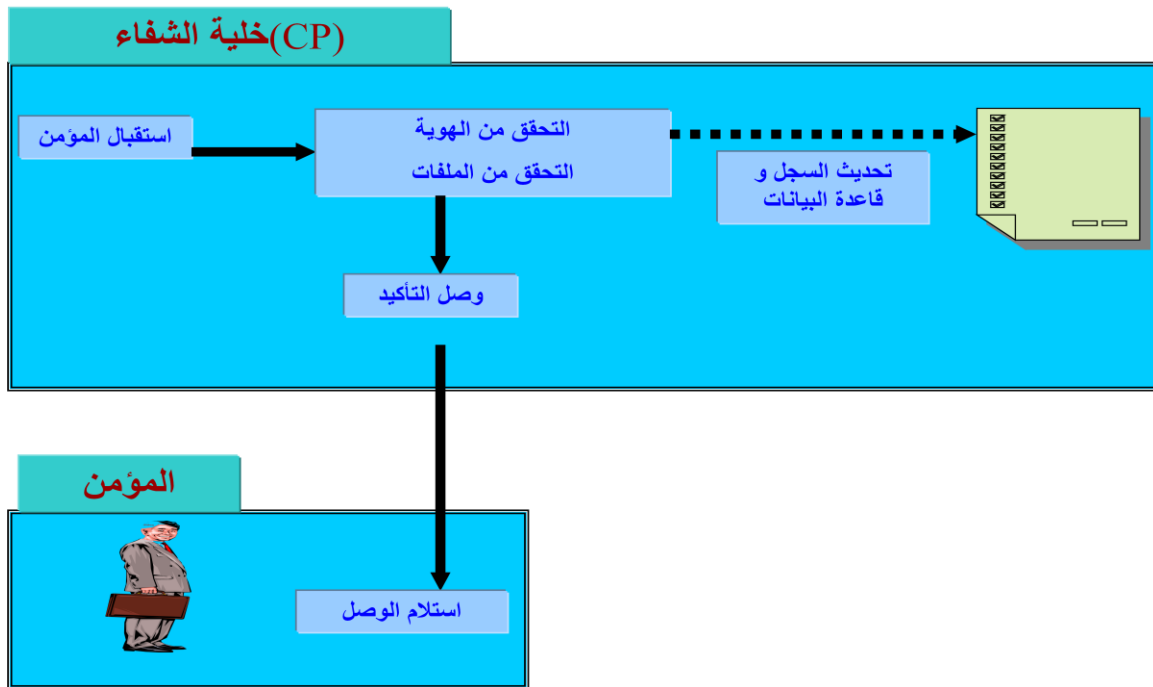 خلية الشفاء(CP)
استقبال المؤمن
التحقق من الهوية
التحقق من الملفات
تحديث السجل و
قاعدة البيانات
وصل التأكيد
المؤمن
استلام الوصل